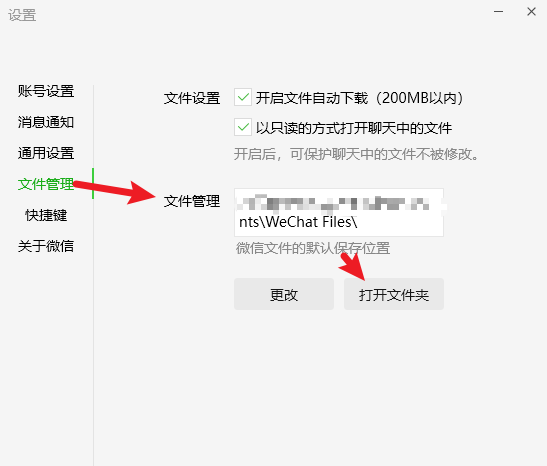 设置
账号设置
消息通知
通用设置
文件管理
快捷键
关于微信
文件设置
开启文件自动下载（200MB以内）
以只读的方式打开聊天中的文件
开启后，可保护聊天中的文件不被修改。
文件管理
nts\WeChat Files\
微信文件的默认保存位置
更改
打开文件夹